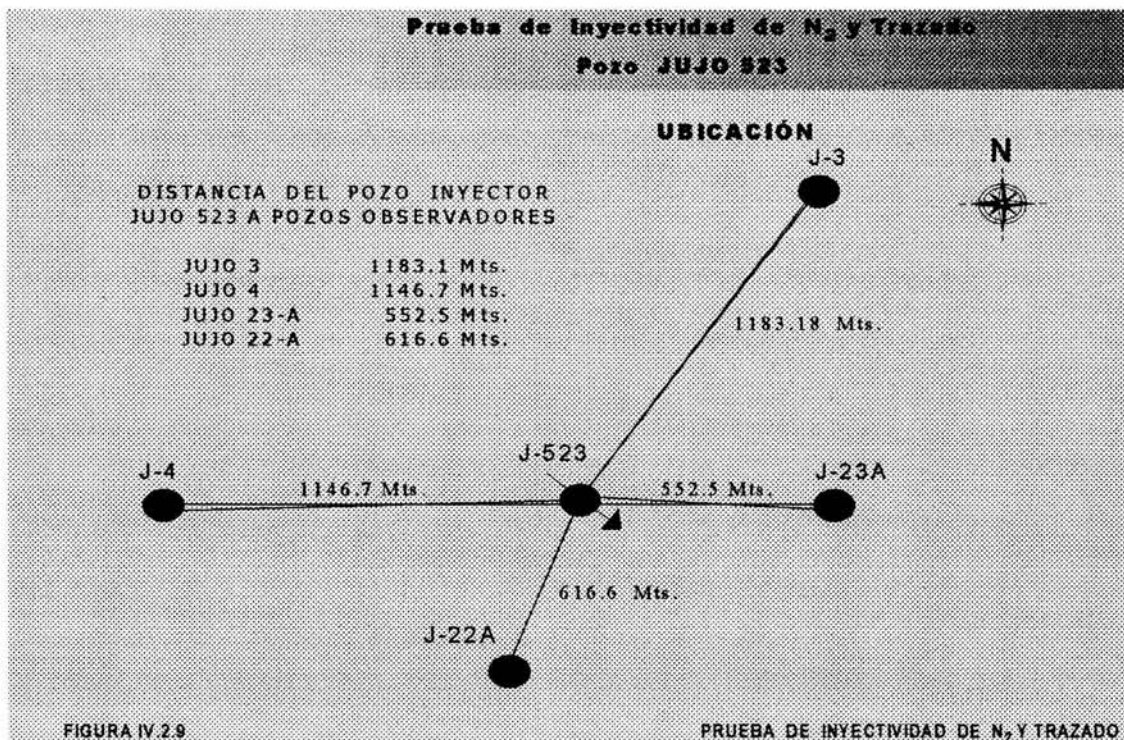 Prueba de Inyectividad de N₂ y Trazado
Pozo JUJO 523
UBICACIÓN
J-3
N
DISTANCIA DEL POZO INYECTOR
JUJO 523 A POZOS OBSERVADORES
JUJO 3 1183.1 Mts.
JUJO 4 1146.7 Mts.
JUJO 23-A 552.5 Mts.
JUJO 22-A 616.6 Mts.
1183.18 Mts.
J-523
J-4
J-23A
1146.7 Mts
552.5 Mts.
616.6 Mts.
J-22A
FIGURA IV.2.9
PRUEBA DE INYECTIVIDAD DE N₂ Y TRAZADO